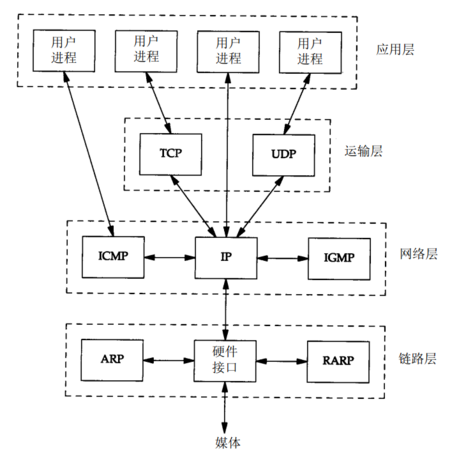 用户
进程
用户
进程
用户
进程
用户
进程
应用层
TCP
UDP
运输层
ICMP
IP
IGMP
网络层
ARP
硬件
接口
RARP
链路层
媒体